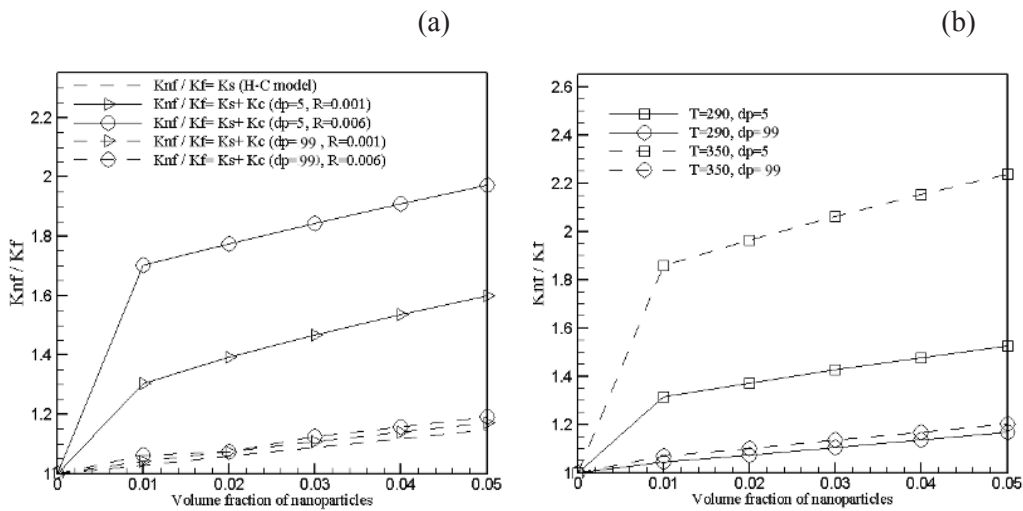 (a)
(b)
Knf / Kf= Ks (H-C model)
Knf / Kf= Ks+ Kc (dp=5, R=0.001)
Knf / Kf= Ks+ Kc (dp=5, R=0.006)
Knf / Kf= Ks+ Kc (dp= 99 , R=0.001)
Knf / Kf= Ks+ Kc (dp= 99), R=0.006)
2.2
2
1.8
1.6
1.4
1.2
1
Knf / Kf
0
0.01
0.02
0.03
0.04
0.05
Volume fraction of nanoparticles
T=290, dp=5
T=290, dp=99
T=350, dp=5
T=350, dp= 99
2.6
2.4
2.2
2
1.8
1.6
1.4
1.2
1
Knf / Kf
0
0.01
0.02
0.03
0.04
0.05
Volume fraction of nanoparticles